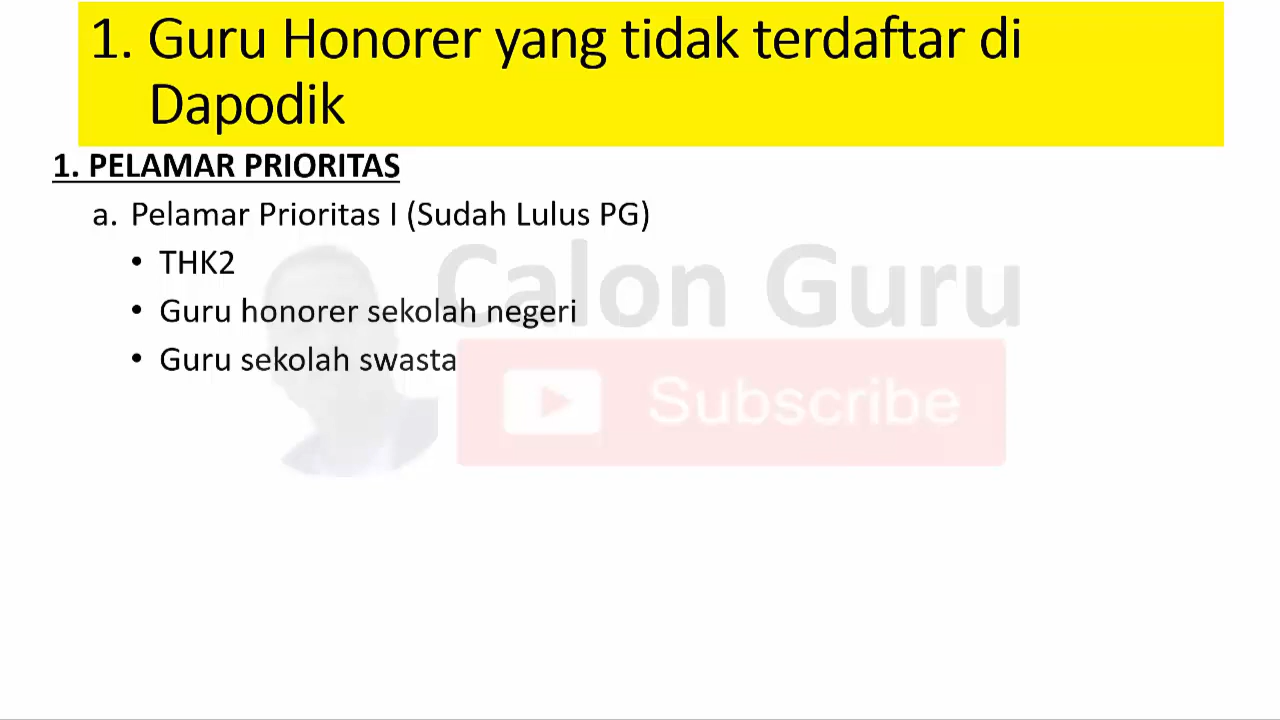 1. Guru Honorer yang tidak terdaftar di
Dapodik
1. PELAMAR PRIORITAS
a. Pelamar Prioritas I (Sudah Lulus PG)
• THK2
• Guru honorer sekolah negeri
• Guru sekolah swasta
Calon Guru
Subscribe